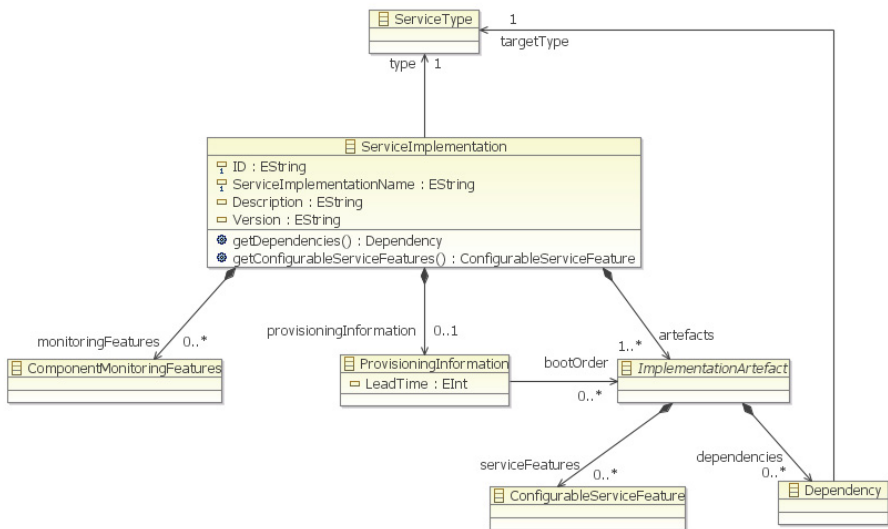 ServiceType
1
targetType
type
1
ServiceImplementation
ID : EString
ServiceImplementationName : EString
Description : EString
Version : EString
getDependencies() : Dependency
getConfigurableServiceFeatures() : ConfigurableServiceFeature
monitoringFeatures
0..*
provisioningInformation
0..1
artefacts
1..*
ComponentMonitoringFeatures
ProvisioningInformation
LeadTime : EInt
bootOrder
0..*
ImplementationArtefact
serviceFeatures
0..*
dependencies
0..*
ConfigurableServiceFeature
Dependency